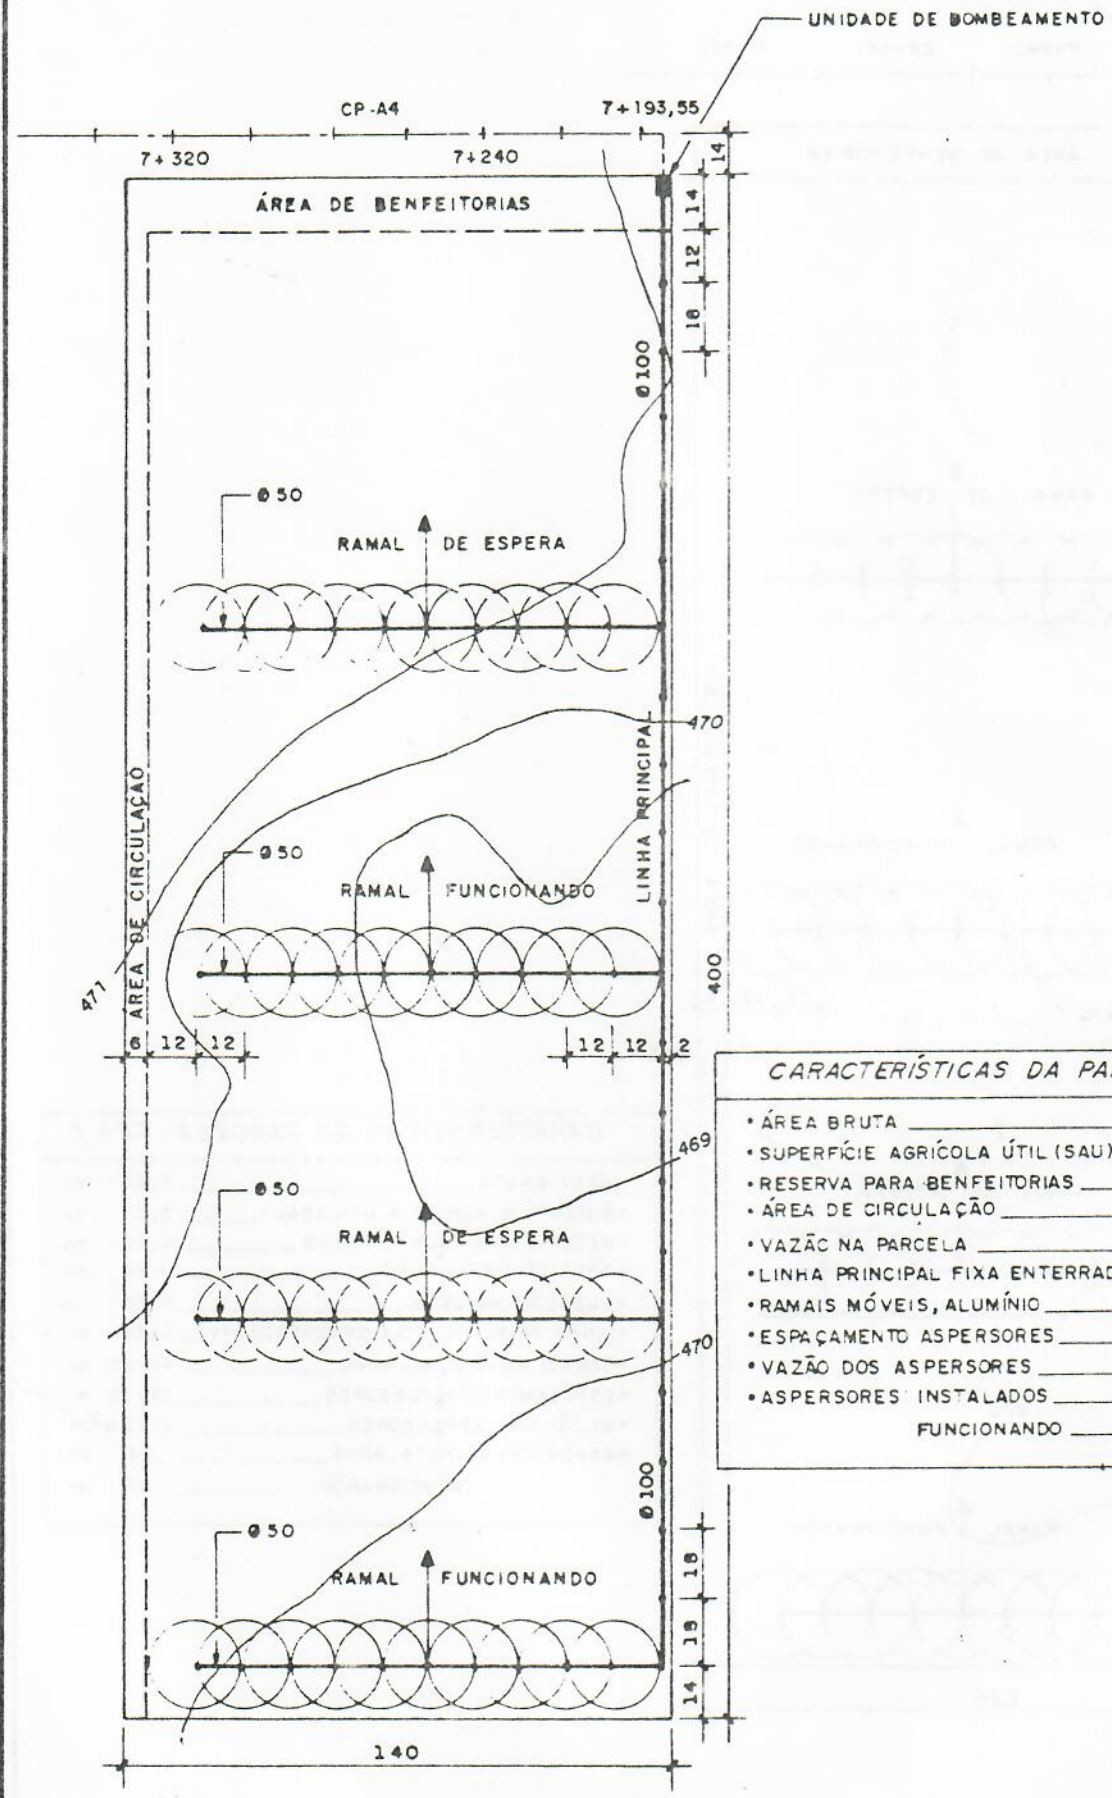 UNIDADE DE BOMBEAMENTO
CP-A4
7+193,55
7+320
7+240
14
ÁREA DE BENFEITORIAS
14
12
18
Ø100
Ø50
RAMAL DE ESPERA
470
LINHA PRINCIPAL
ÁREA DE CIRCULAÇÃO
Ø50
RAMAL FUNCIONANDO
471
400
6 12 12
12 12 2
469
Ø50
RAMAL DE ESPERA
470
Ø100
Ø50
RAMAL FUNCIONANDO
18
18
14
140
CARACTERÍSTICAS DA PA
• ÁREA BRUTA
• SUPERFÍCIE AGRÍCOLA ÚTIL (SAU)
• RESERVA PARA BENFEITORIAS
• ÁREA DE CIRCULAÇÃO
• VAZÃO NA PARCELA
• LINHA PRINCIPAL FIXA ENTERRAD
• RAMAIS MÓVEIS, ALUMÍNIO
• ESPAÇAMENTO ASPERSORES
• VAZÃO DOS ASPERSORES
• ASPERSORES INSTALADOS
FUNCIONANDO